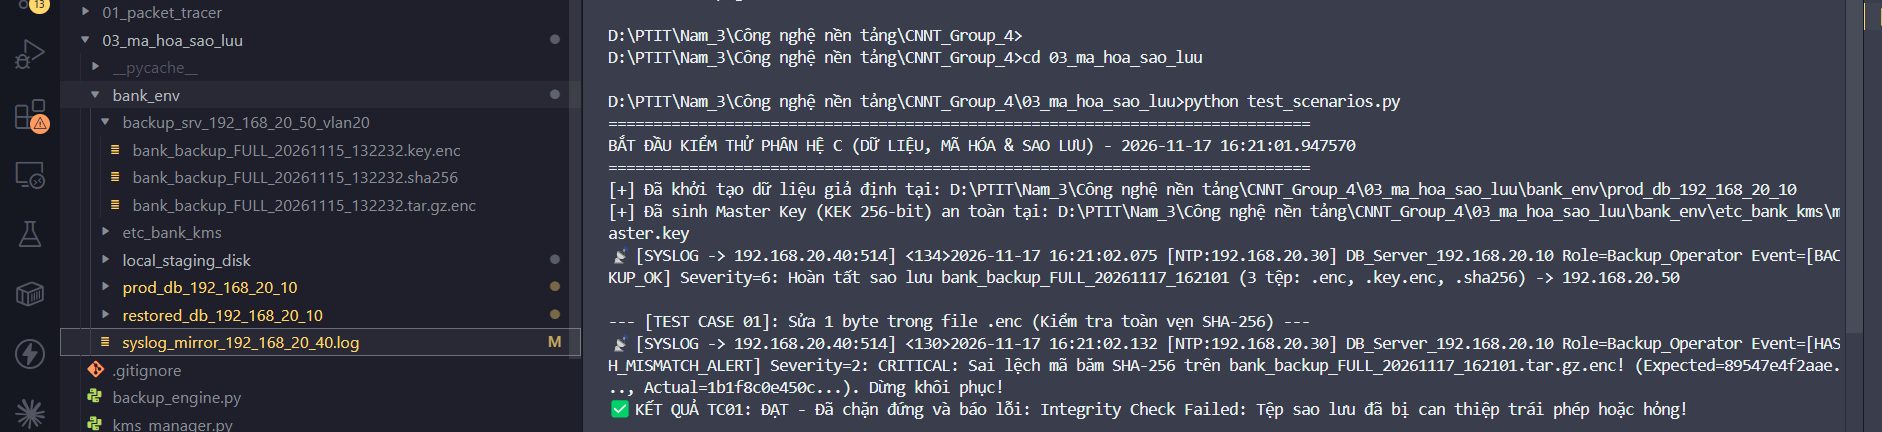 13
01_packet_tracer
03_ma_hoa_sao_luu
__pycache__
bank_env
backup_srv_192_168_20_50_vlan20
bank_backup_FULL_20261115_132232.key.enc
bank_backup_FULL_20261115_132232.sha256
bank_backup_FULL_20261115_132232.tar.gz.enc
etc_bank_kms
local_staging_disk
prod_db_192_168_20_10
restored_db_192_168_20_10
syslog_mirror_192_168_20_40.log M
.gitignore
backup_engine.py
kms_manager.py
D:\PTIT\Nam_3\Công nghệ nền tảng\CNNT_Group_4>
D:\PTIT\Nam_3\Công nghệ nền tảng\CNNT_Group_4>cd 03_ma_hoa_sao_luu
D:\PTIT\Nam_3\Công nghệ nền tảng\CNNT_Group_4\03_ma_hoa_sao_luu>python test_scenarios.py
==============================================================================
BẮT ĐẦU KIỂM THỬ PHÂN HỆ C (DỮ LIỆU, MÃ HÓA & SAO LƯU) - 2026-11-17 16:21:01.947570
==============================================================================
[+] Đã khởi tạo dữ liệu giả định tại: D:\PTIT\Nam_3\Công nghệ nền tảng\CNNT_Group_4\03_ma_hoa_sao_luu\bank_env\prod_db_192_168_20_10
[+] Đã sinh Master Key (KEK 256-bit) an toàn tại: D:\PTIT\Nam_3\Công nghệ nền tảng\CNNT_Group_4\03_ma_hoa_sao_luu\bank_env\etc_bank_kms\m
aster.key
[SYSLOG -> 192.168.20.40:514] <134>2026-11-17 16:21:02.075 [NTP:192.168.20.30] DB_Server_192.168.20.10 Role=Backup_Operator Event=[BAC
KUP_OK] Severity=6: Hoàn tất sao lưu bank_backup_FULL_20261117_162101 (3 tệp: .enc, .key.enc, .sha256) -> 192.168.20.50
--- [TEST CASE 01]: Sửa 1 byte trong file .enc (Kiểm tra toàn vẹn SHA-256) ---
[SYSLOG -> 192.168.20.40:514] <130>2026-11-17 16:21:02.132 [NTP:192.168.20.30] DB_Server_192.168.20.10 Role=Backup_Operator Event=[HAS
H_MISMATCH_ALERT] Severity=2: CRITICAL: Sai lệch mã băm SHA-256 trên bank_backup_FULL_20261117_162101.tar.gz.enc! (Expected=89547e4f2aae.
.., Actual=1b1f8c0e450c...). Dừng khôi phục!
✅ KẾT QUẢ TC01: ĐẠT - Đã chặn đứng và báo lỗi: Integrity Check Failed: Tệp sao lưu đã bị can thiệp trái phép hoặc hỏng!